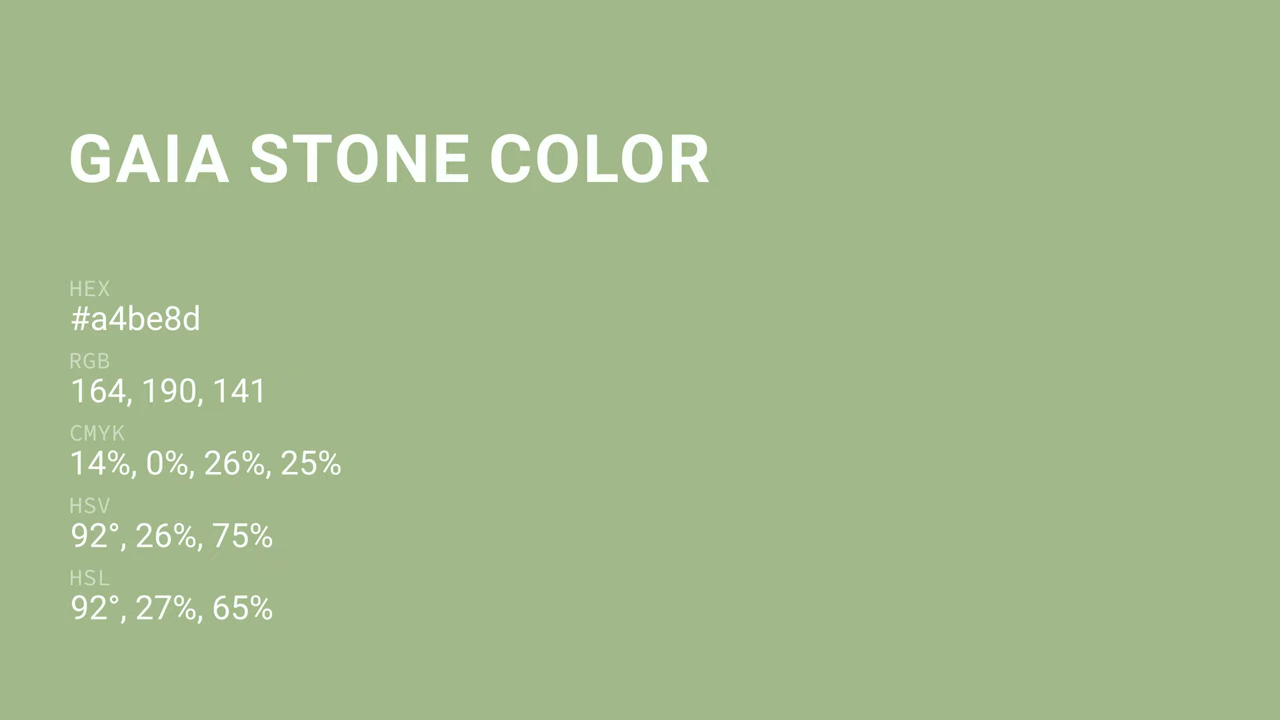 GAIA STONE COLOR
HEX
#a4be8d
RGB
164, 190, 141
CMYK
14%, 0%, 26%, 25%
HSV
92°, 26%, 75%
HSL
92°, 27%, 65%